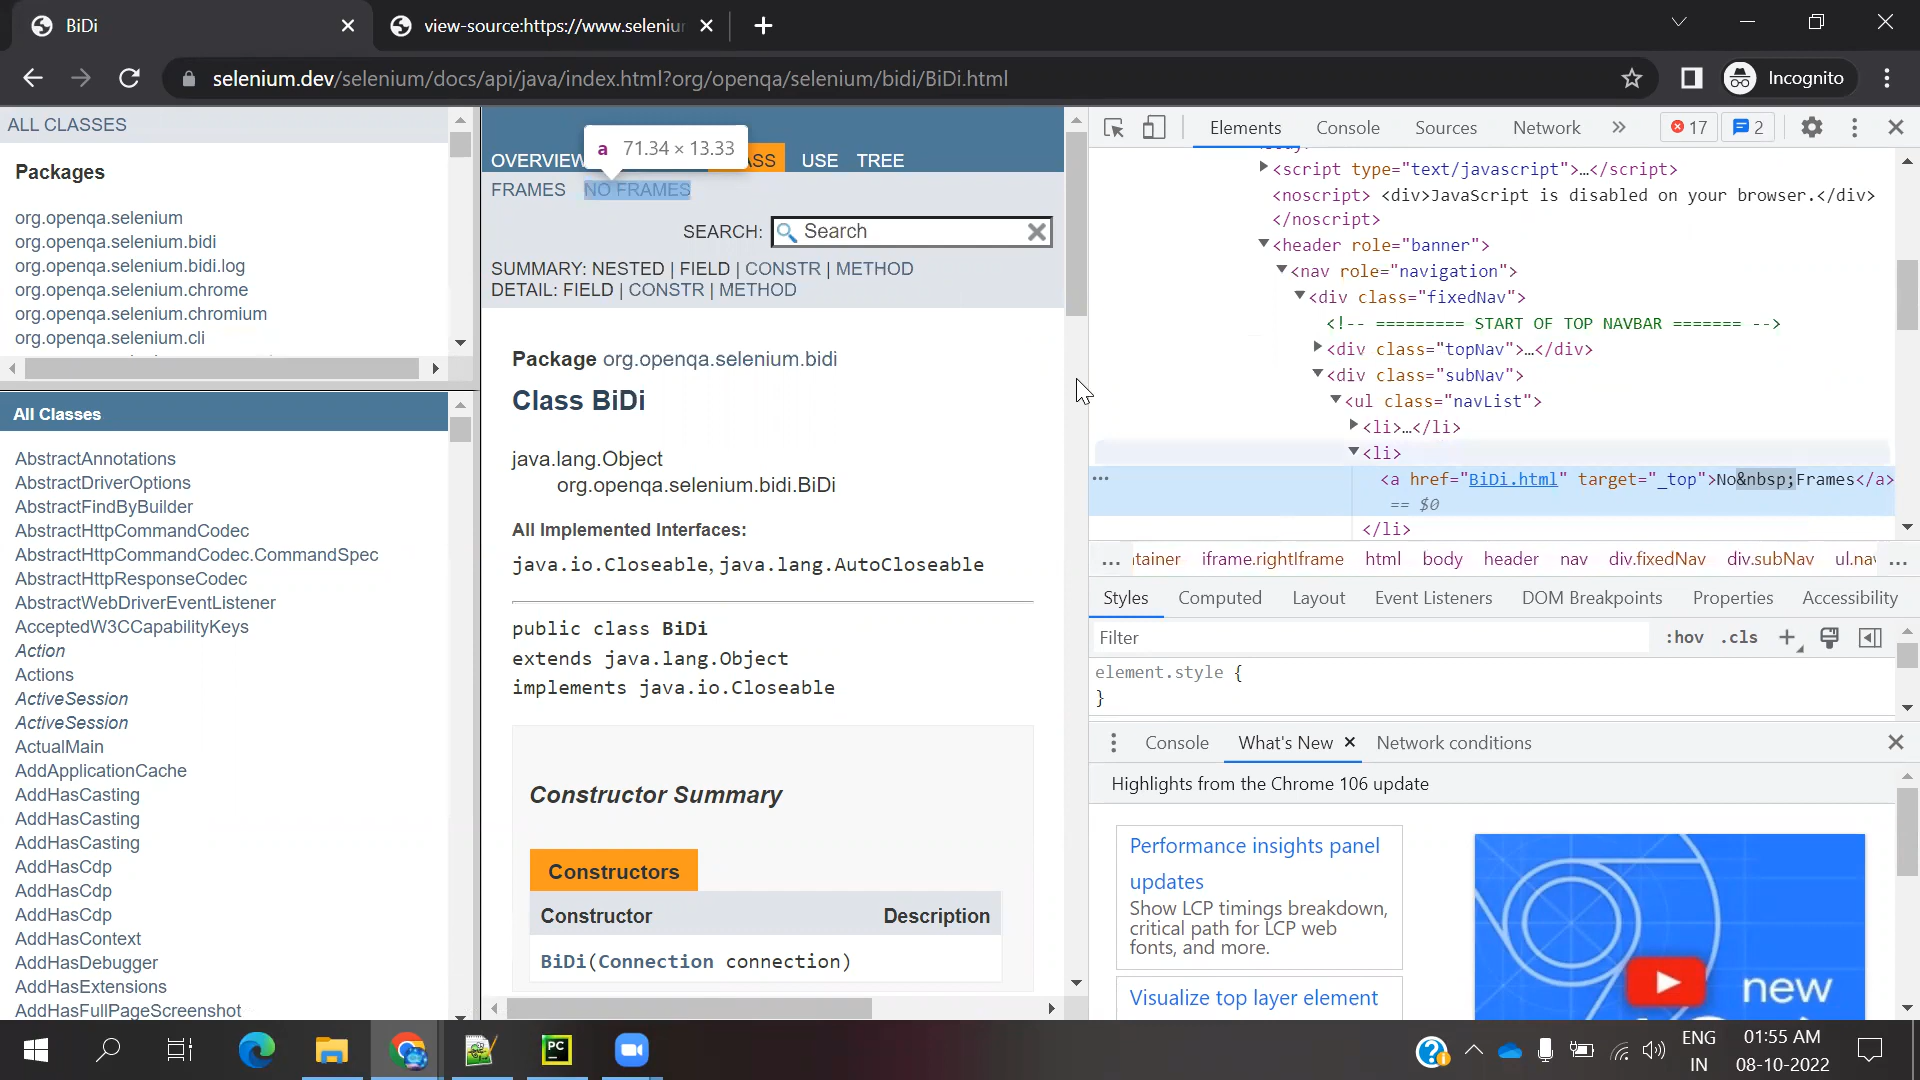 BiDi
view-source:https://www.seleniu
selenium.dev/selenium/docs/api/java/index.html?org/openqa/selenium/bidi/BiDi.html
Incognito
ALL CLASSES
Packages
org.openqa.selenium
org.openqa.selenium.bidi
org.openqa.selenium.bidi.log
org.openqa.selenium.chrome
org.openqa.selenium.chromium
org.openqa.selenium.cli
All Classes
AbstractAnnotations
AbstractDriverOptions
AbstractFindByBuilder
AbstractHttpCommandCodec
AbstractHttpCommandCodec.CommandSpec
AbstractHttpResponseCodec
AbstractWebDriverEventListener
AcceptedW3CCapabilityKeys
Action
Actions
ActiveSession
ActiveSession
ActualMain
AddApplicationCache
AddHasCasting
AddHasCasting
AddHasCasting
AddHasCdp
AddHasCdp
AddHasCdp
AddHasContext
AddHasDebugger
AddHasExtensions
AddHasFullPageScreenshot
a 71.34 × 13.33
OVERVIEW ASS USE TREE
FRAMES NO FRAMES
SEARCH: Search
SUMMARY: NESTED | FIELD | CONSTR | METHOD
DETAIL: FIELD | CONSTR | METHOD
Package org.openqa.selenium.bidi
Class BiDi
java.lang.Object
org.openqa.selenium.bidi.BiDi
All Implemented Interfaces:
java.io.Closeable, java.lang.AutoCloseable
public class BiDi
extends java.lang.Object
implements java.io.Closeable
Constructor Summary
Constructors
Constructor Description
BiDi(Connection connection)
Elements Console Sources Network » 17 2
<script type="text/javascript">…</script>
<noscript> <div>JavaScript is disabled on your browser.</div>
</noscript>
<header role="banner">
<nav role="navigation">
<div class="fixedNav">
<!-- ========= START OF TOP NAVBAR ======= -->
<div class="topNav">…</div>
<div class="subNav">
<ul class="navList">
<li>…</li>
<li>
<a href="BiDi.html" target="_top">No&nbsp;Frames</a>
== $0
</li>
… ntainer iframe.rightIframe html body header nav div.fixedNav div.subNav ul.nav …
Styles Computed Layout Event Listeners DOM Breakpoints Properties Accessibility
Filter :hov .cls
element.style {
}
Console What's New Network conditions
Highlights from the Chrome 106 update
Performance insights panel
updates
Show LCP timings breakdown,
critical path for LCP web
fonts, and more.
Visualize top layer element
new
PC
ENG
IN
01:55 AM
08-10-2022